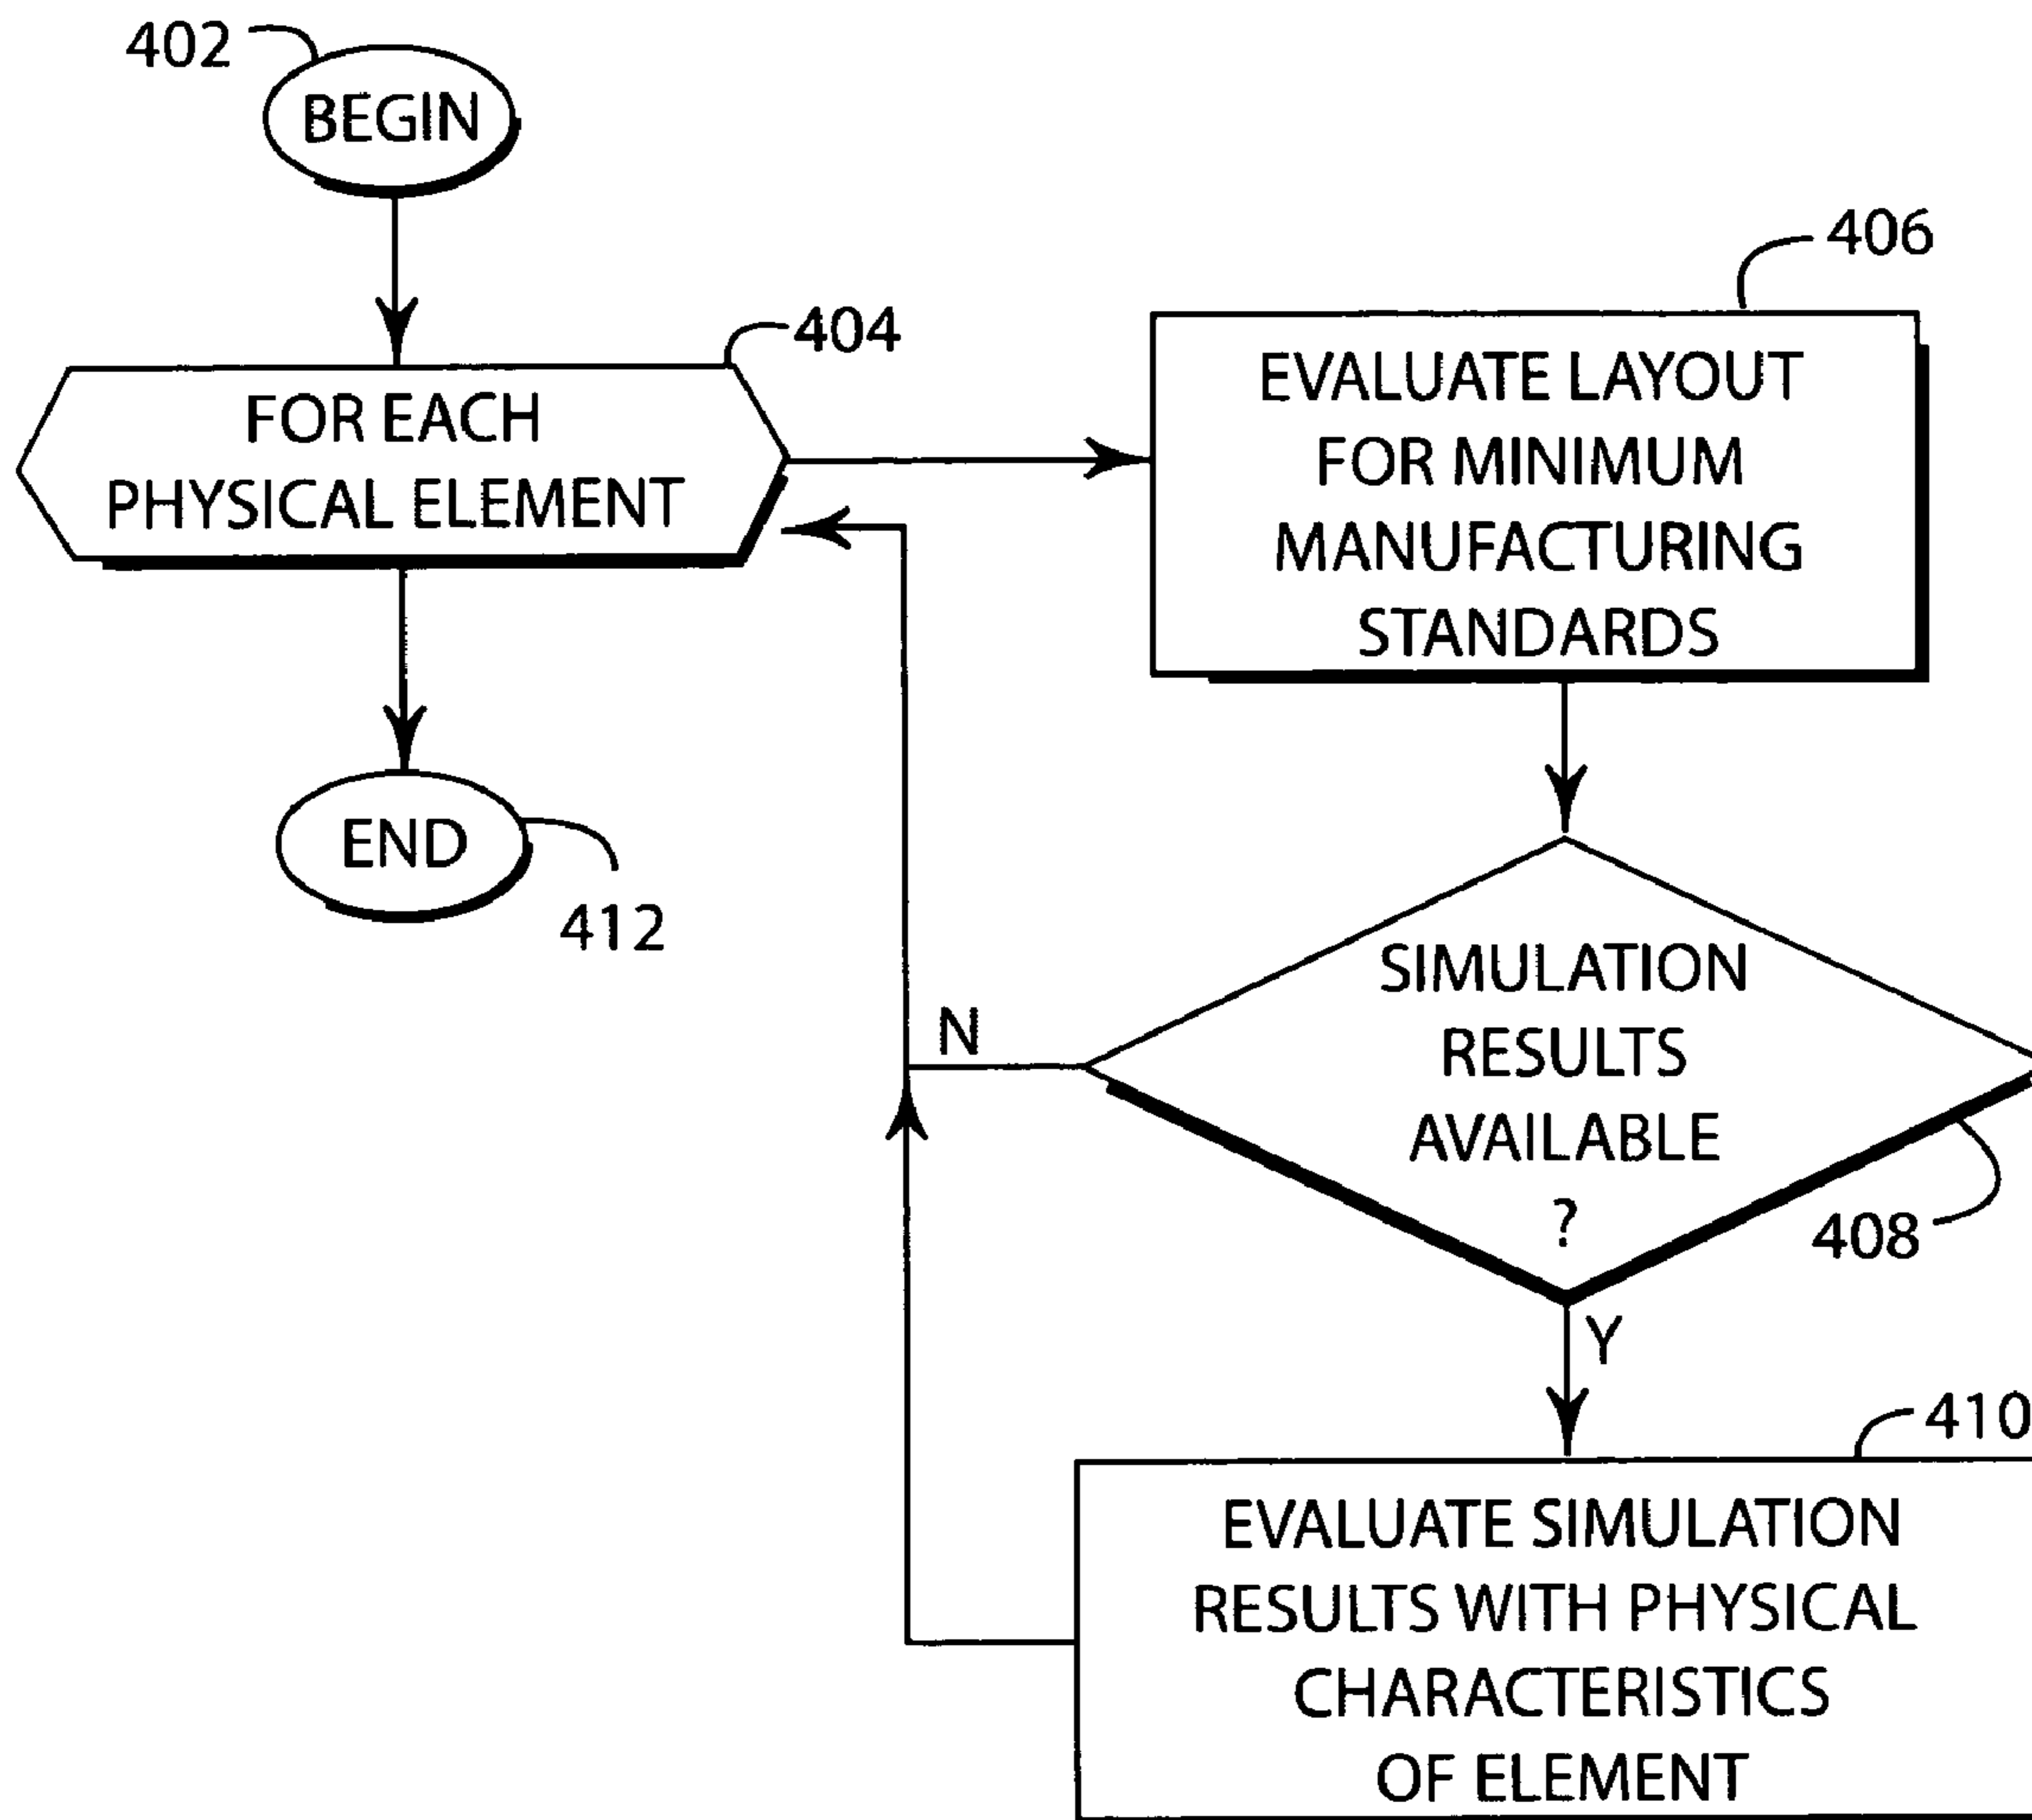 402
BEGIN
404
FOR EACH
PHYSICAL ELEMENT
406
EVALUATE LAYOUT
FOR MINIMUM
MANUFACTURING
STANDARDS
END
412
SIMULATION
RESULTS
AVAILABLE
?
N
408
Y
410
EVALUATE SIMULATION
RESULTS WITH PHYSICAL
CHARACTERISTICS
OF ELEMENT